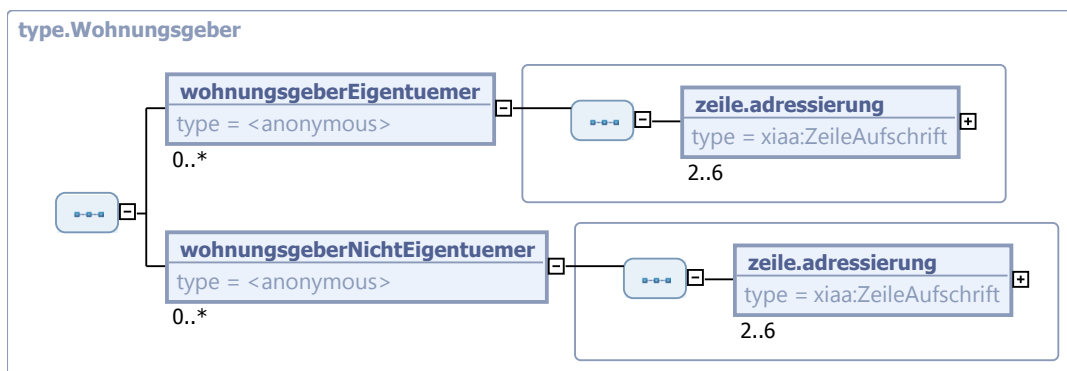 type.Wohnungsgeber
wohnungsgeberEigentuemer
type = <anonymous>
0..*
zeile.adressierung
type = xiaa:ZeileAufschrift
2..6
wohnungsgeberNichtEigentuemer
type = <anonymous>
0..*
zeile.adressierung
type = xiaa:ZeileAufschrift
2..6